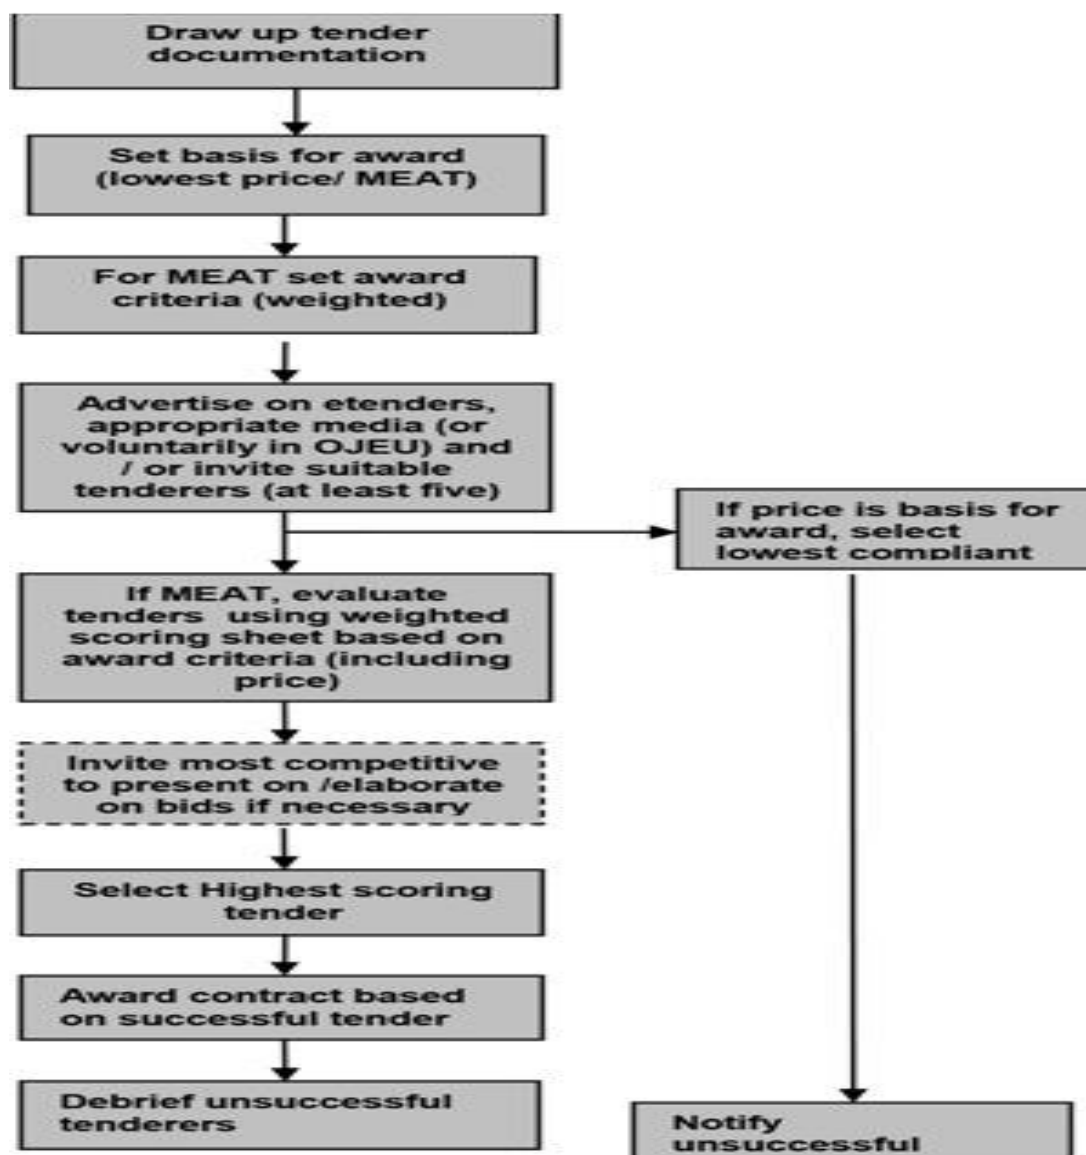 Draw up tender
documentation
Set basis for award
(lowest price/ MEAT)
For MEAT set award
criteria (weighted)
Advertise on etenders,
appropriate media (or
voluntarily in OJEU) and
/ or invite suitable
tenderers (at least five)
If price is basis for
award, select
lowest compliant
If MEAT, evaluate
tenders using weighted
scoring sheet based on
award criteria (including
price)
Invite most competitive
to present on /elaborate
on bids if necessary
Select Highest scoring
tender
Award contract based
on successful tender
Debrief unsuccessful
tenderers
Notify
unsuccessful